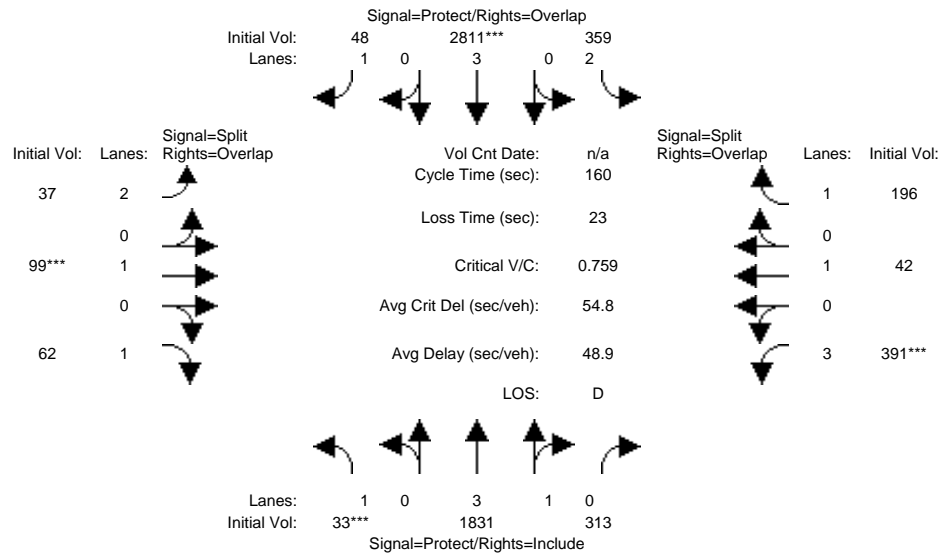 Signal=Protect/Rights=Overlap
Initial Vol: 48 2811*** 359
Lanes: 1 0 3 0 2
Signal=Split Signal=Split
Initial Vol: Lanes: Rights=Overlap Vol Cnt Date: n/a Rights=Overlap Lanes: Initial Vol:
Cycle Time (sec): 160
37 2 1 196
Loss Time (sec): 23
0 0
99*** 1 Critical V/C: 0.759 1 42
0 Avg Crit Del (sec/veh): 54.8 0
62 1 Avg Delay (sec/veh): 48.9 3 391***
LOS: D
Lanes: 1 0 3 1 0
Initial Vol: 33*** 1831 313
Signal=Protect/Rights=Include